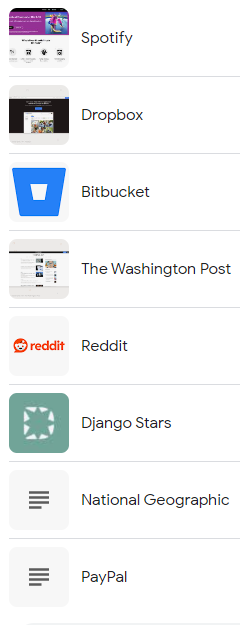 Spotify
Dropbox
Bitbucket
The Washington Post
reddit
Reddit
Django Stars
National Geographic
PayPal